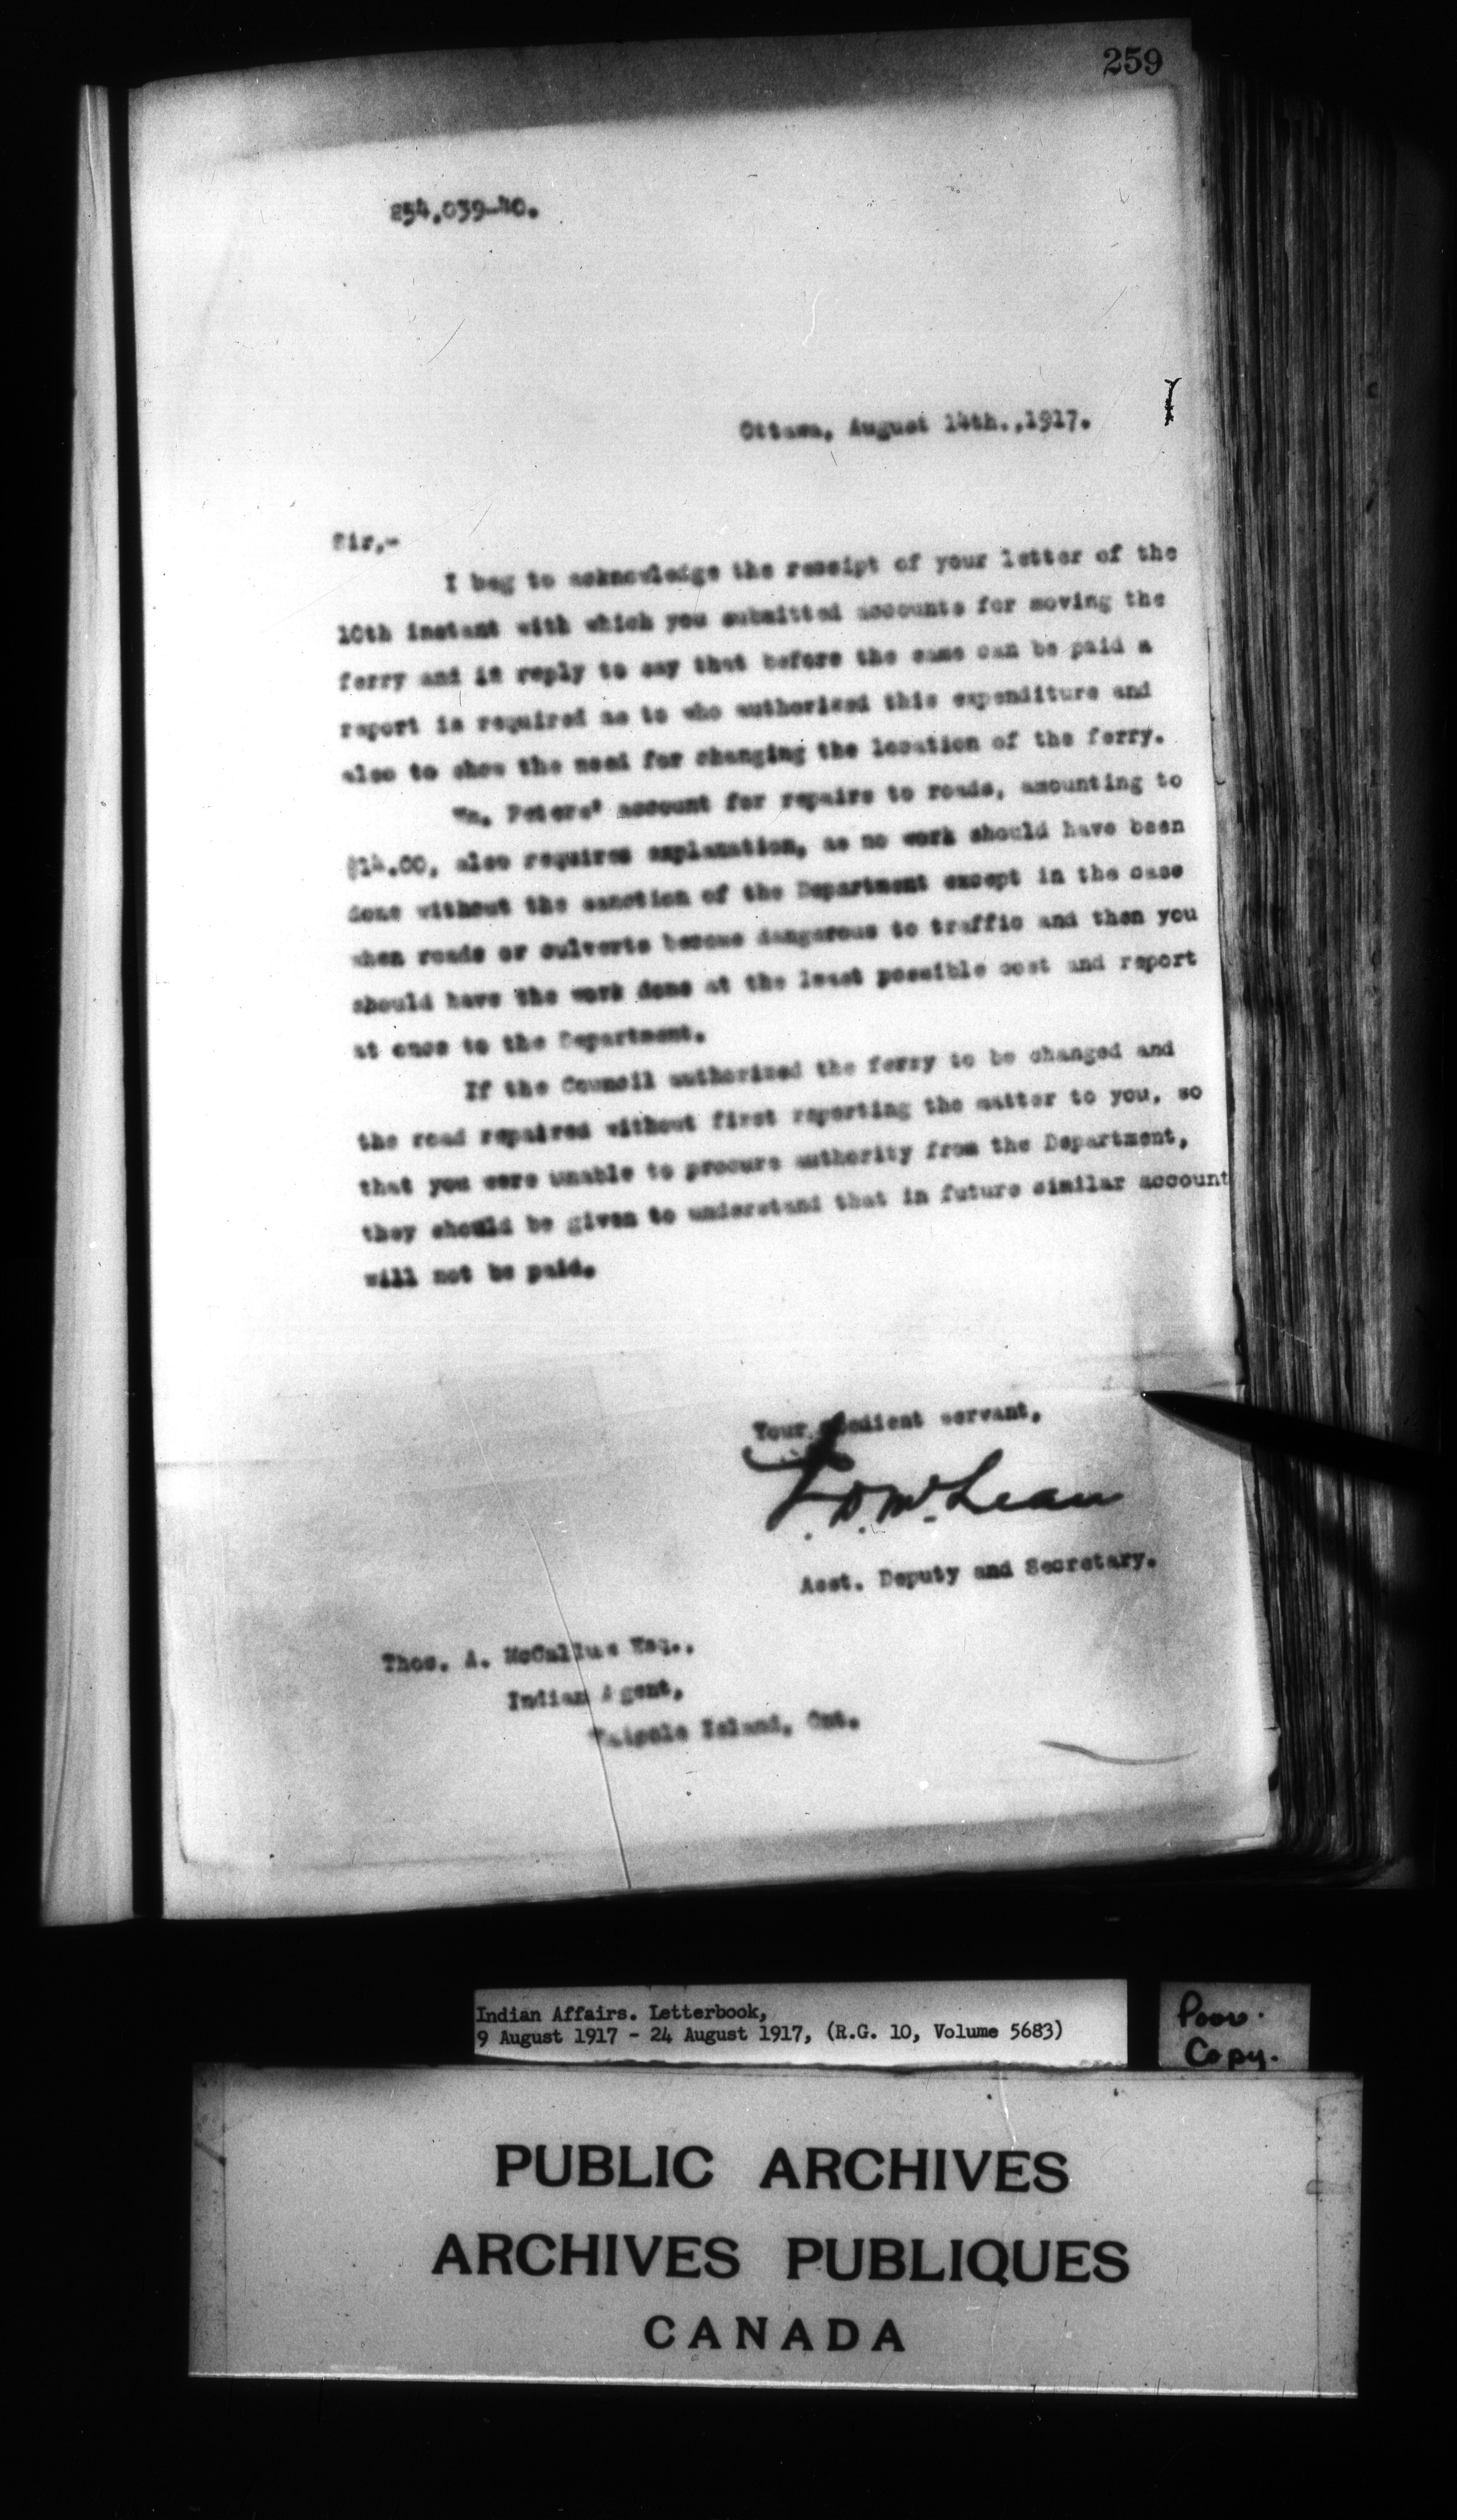 259
254,039-40.
Ottawa, August 14th.,1917.
Sir,-
I beg to acknowledge the receipt of your letter of the
10th instant with which you submitted accounts for moving the
ferry and in reply to say that before the same can be paid a
report is required as to who authorized this expenditure and
also to show the need for changing the location of the ferry.
Wm. Peters' account for repairs to roads, amounting to
$14.00, also requires explanation, as no work should have been
done without the sanction of the Department except in the case
when roads or culverts become dangerous to traffic and then you
should have the work done at the least possible cost and report
at once to the Department.
If the Council authorized the ferry to be changed and
the road repaired without first reporting the matter to you, so
that you were unable to procure authority from the Department,
they should be given to understand that in future similar account
will not be paid.
Your obedient servant,
J. D. McLean
Asst. Deputy and Secretary.
Thos. A. McCallum Esq.,
Indian Agent,
Walpole Island, Ont.
Indian Affairs. Letterbook,
9 August 1917 - 24 August 1917, (R.G. 10, Volume 5683)
Poor.
Copy.
PUBLIC ARCHIVES
ARCHIVES PUBLIQUES
CANADA